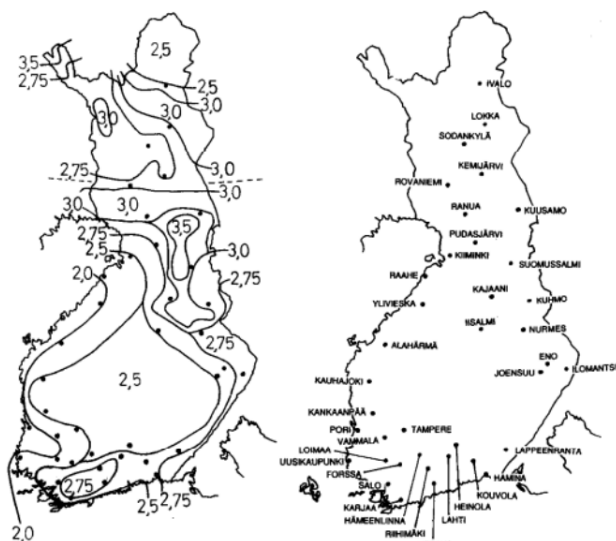 2,5
3,5
2,75
2,5
3,0
3,0
3,0
2,75
3,0
3,0
3,0
3,0
2,75
3,5
2,5
3,0
2,0
2,75
2,75
2,5
2,75
2,5
2,75
2,0
IVALO
LOKKA
SODANKYLÄ
KEMIJÄRVI
ROVANIEMI
RANUA
KUUSAMO
PUDASJÄRVI
KIIMINKI
SUOMUSSALMI
RAAHE
KAJAANI
KUHMO
YLIVIESKA
IISALMI
NURMES
ALAHÄRMÄ
ENO
ILOMANTSI
JOENSUU
KAUHAJOKI
KANKAANPÄÄ
PORI
TAMPERE
VAMMALA
LAPPEENRANTA
LOIMAA
UUSIKAUPUNKI
FORSSA
HAMINA
SALO
KOUVOLA
KARJAA
HEINOLA
HÄMEENLINNA
LAHTI
RIIHIMÄKI